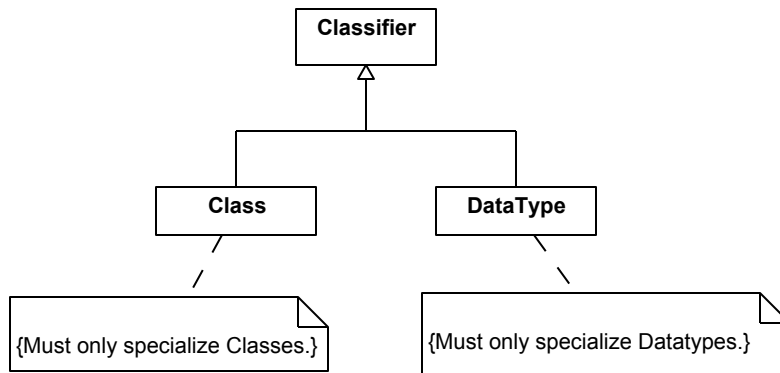 Classifier
Class
DataType
{Must only specialize Classes.}
{Must only specialize Datatypes.}